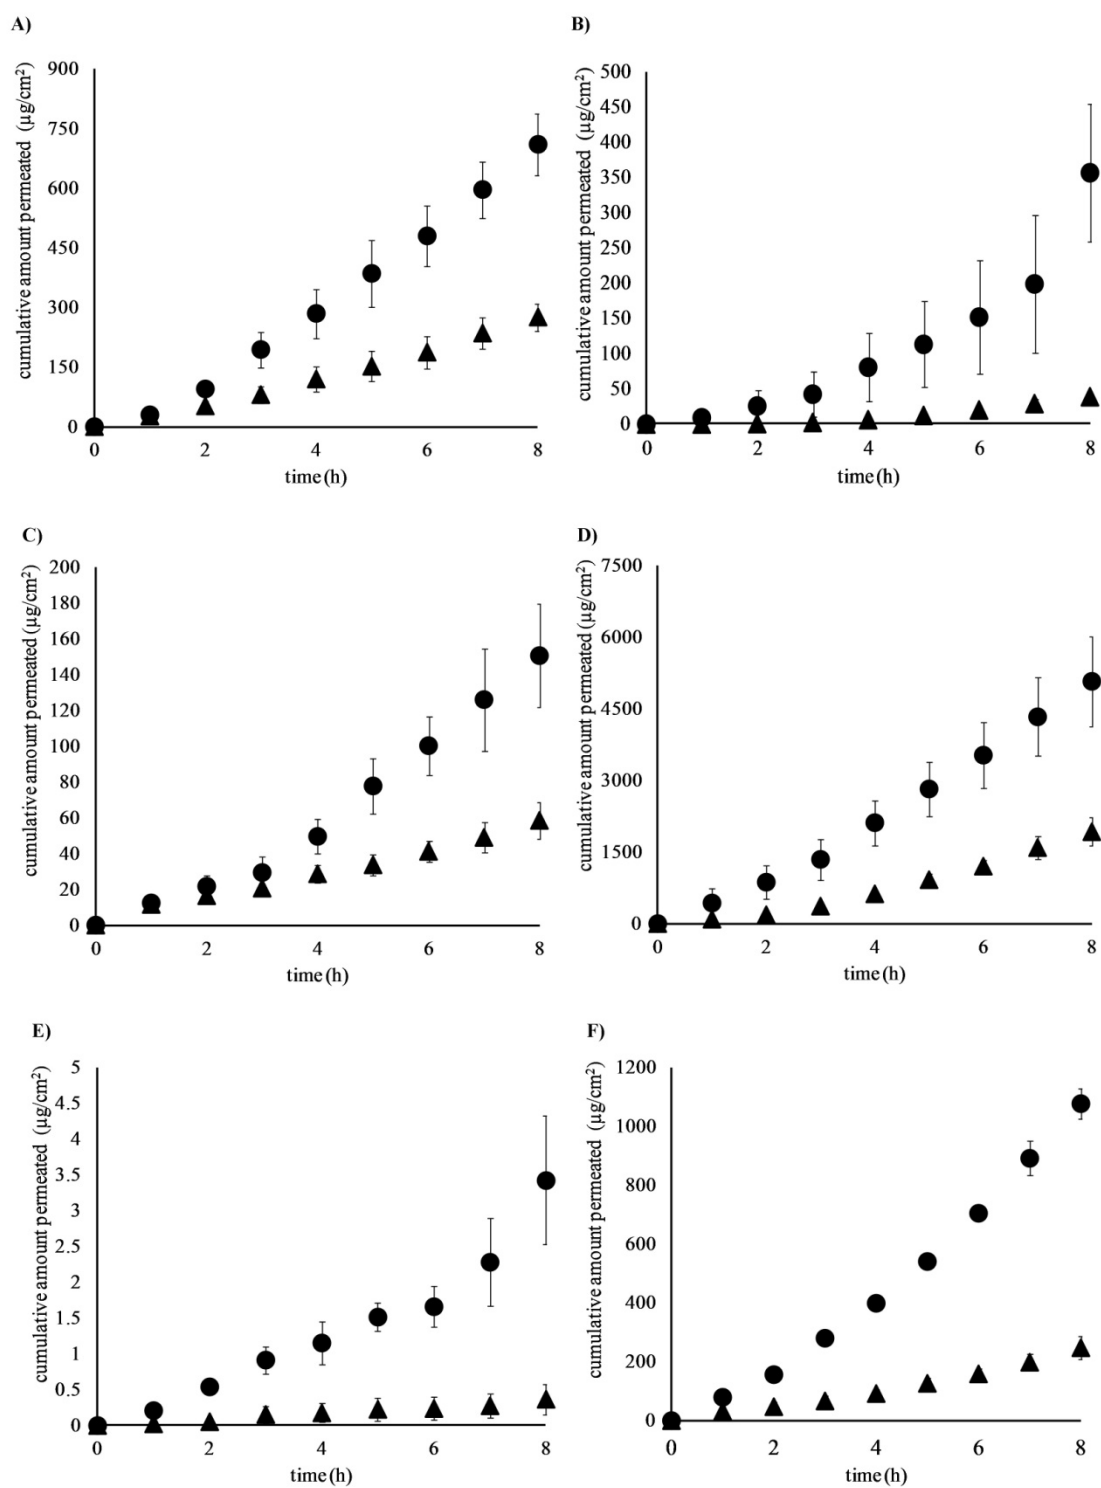 A)
cumulative amount permeated (µg/cm²)
900
750
600
450
300
150
0
0 2 4 6 8
time (h)
B)
cumulative amount permeated (µg/cm²)
500
450
400
350
300
250
200
150
100
50
0
0 2 4 6 8
time (h)
C)
cumulative amount permeated (µg/cm²)
200
180
160
140
120
100
80
60
40
20
0
0 2 4 6 8
time (h)
D)
cumulative amount permeated (µg/cm²)
7500
6000
4500
3000
1500
0
0 2 4 6 8
time (h)
E)
cumulative amount permeated (µg/cm²)
5
4.5
4
3.5
3
2.5
2
1.5
1
0.5
0
0 2 4 6 8
time (h)
F)
cumulative amount permeated (µg/cm²)
1200
1000
800
600
400
200
0
0 2 4 6 8
time (h)